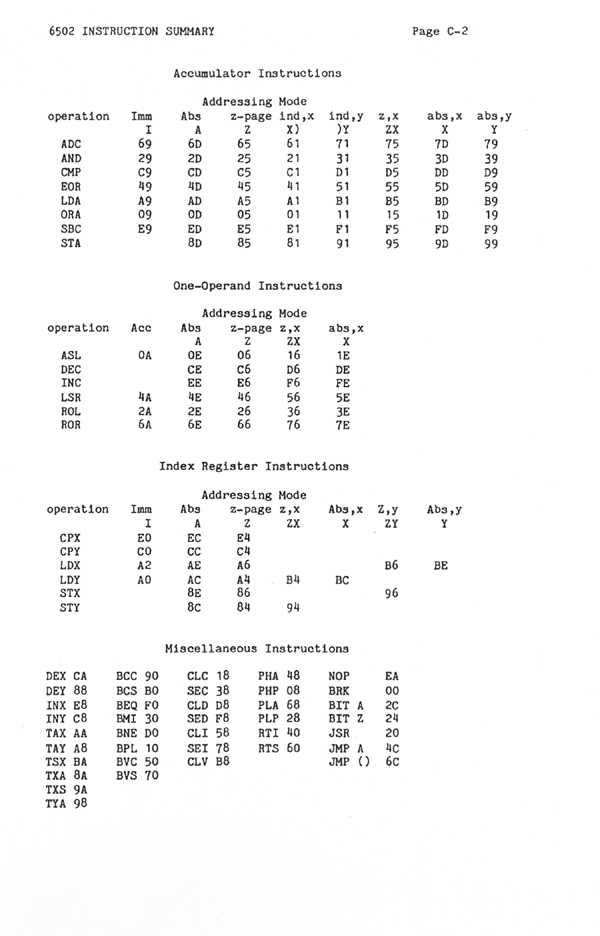 6502 INSTRUCTION SUMMARY Page C-2
Accumulator Instructions
Addressing Mode
operation Imm Abs z-page ind,x ind,y z,x abs,x abs,y
I A Z X) )Y ZX X Y
ADC 69 6D 65 61 71 75 7D 79
AND 29 2D 25 21 31 35 3D 39
CMP C9 CD C5 C1 D1 D5 DD D9
EOR 49 4D 45 41 51 55 5D 59
LDA A9 AD A5 A1 B1 B5 BD B9
ORA 09 0D 05 01 11 15 1D 19
SBC E9 ED E5 E1 F1 F5 FD F9
STA 8D 85 81 91 95 9D 99
One-Operand Instructions
Addressing Mode
operation Acc Abs z-page z,x abs,x
A Z ZX X
ASL 0A 0E 06 16 1E
DEC CE C6 D6 DE
INC EE E6 F6 FE
LSR 4A 4E 46 56 5E
ROL 2A 2E 26 36 3E
ROR 6A 6E 66 76 7E
Index Register Instructions
Addressing Mode
operation Imm Abs z-page z,x Abs,x Z,y Abs,y
I A Z ZX X ZY Y
CPX E0 EC E4
CPY C0 CC C4
LDX A2 AE A6 B6 BE
LDY A0 AC A4 B4 BC
STX 8E 86 96
STY 8C 84 94
Miscellaneous Instructions
DEX CA BCC 90 CLC 18 PHA 48 NOP EA
DEY 88 BCS B0 SEC 38 PHP 08 BRK 00
INX E8 BEQ F0 CLD D8 PLA 68 BIT A 2C
INY C8 BMI 30 SED F8 PLP 28 BIT Z 24
TAX AA BNE D0 CLI 58 RTI 40 JSR 20
TAY A8 BPL 10 SEI 78 RTS 60 JMP A 4C
TSX BA BVC 50 CLV B8 JMP () 6C
TXA 8A BVS 70
TXS 9A
TYA 98